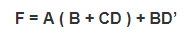 F = A ( B + CD ) + BD’